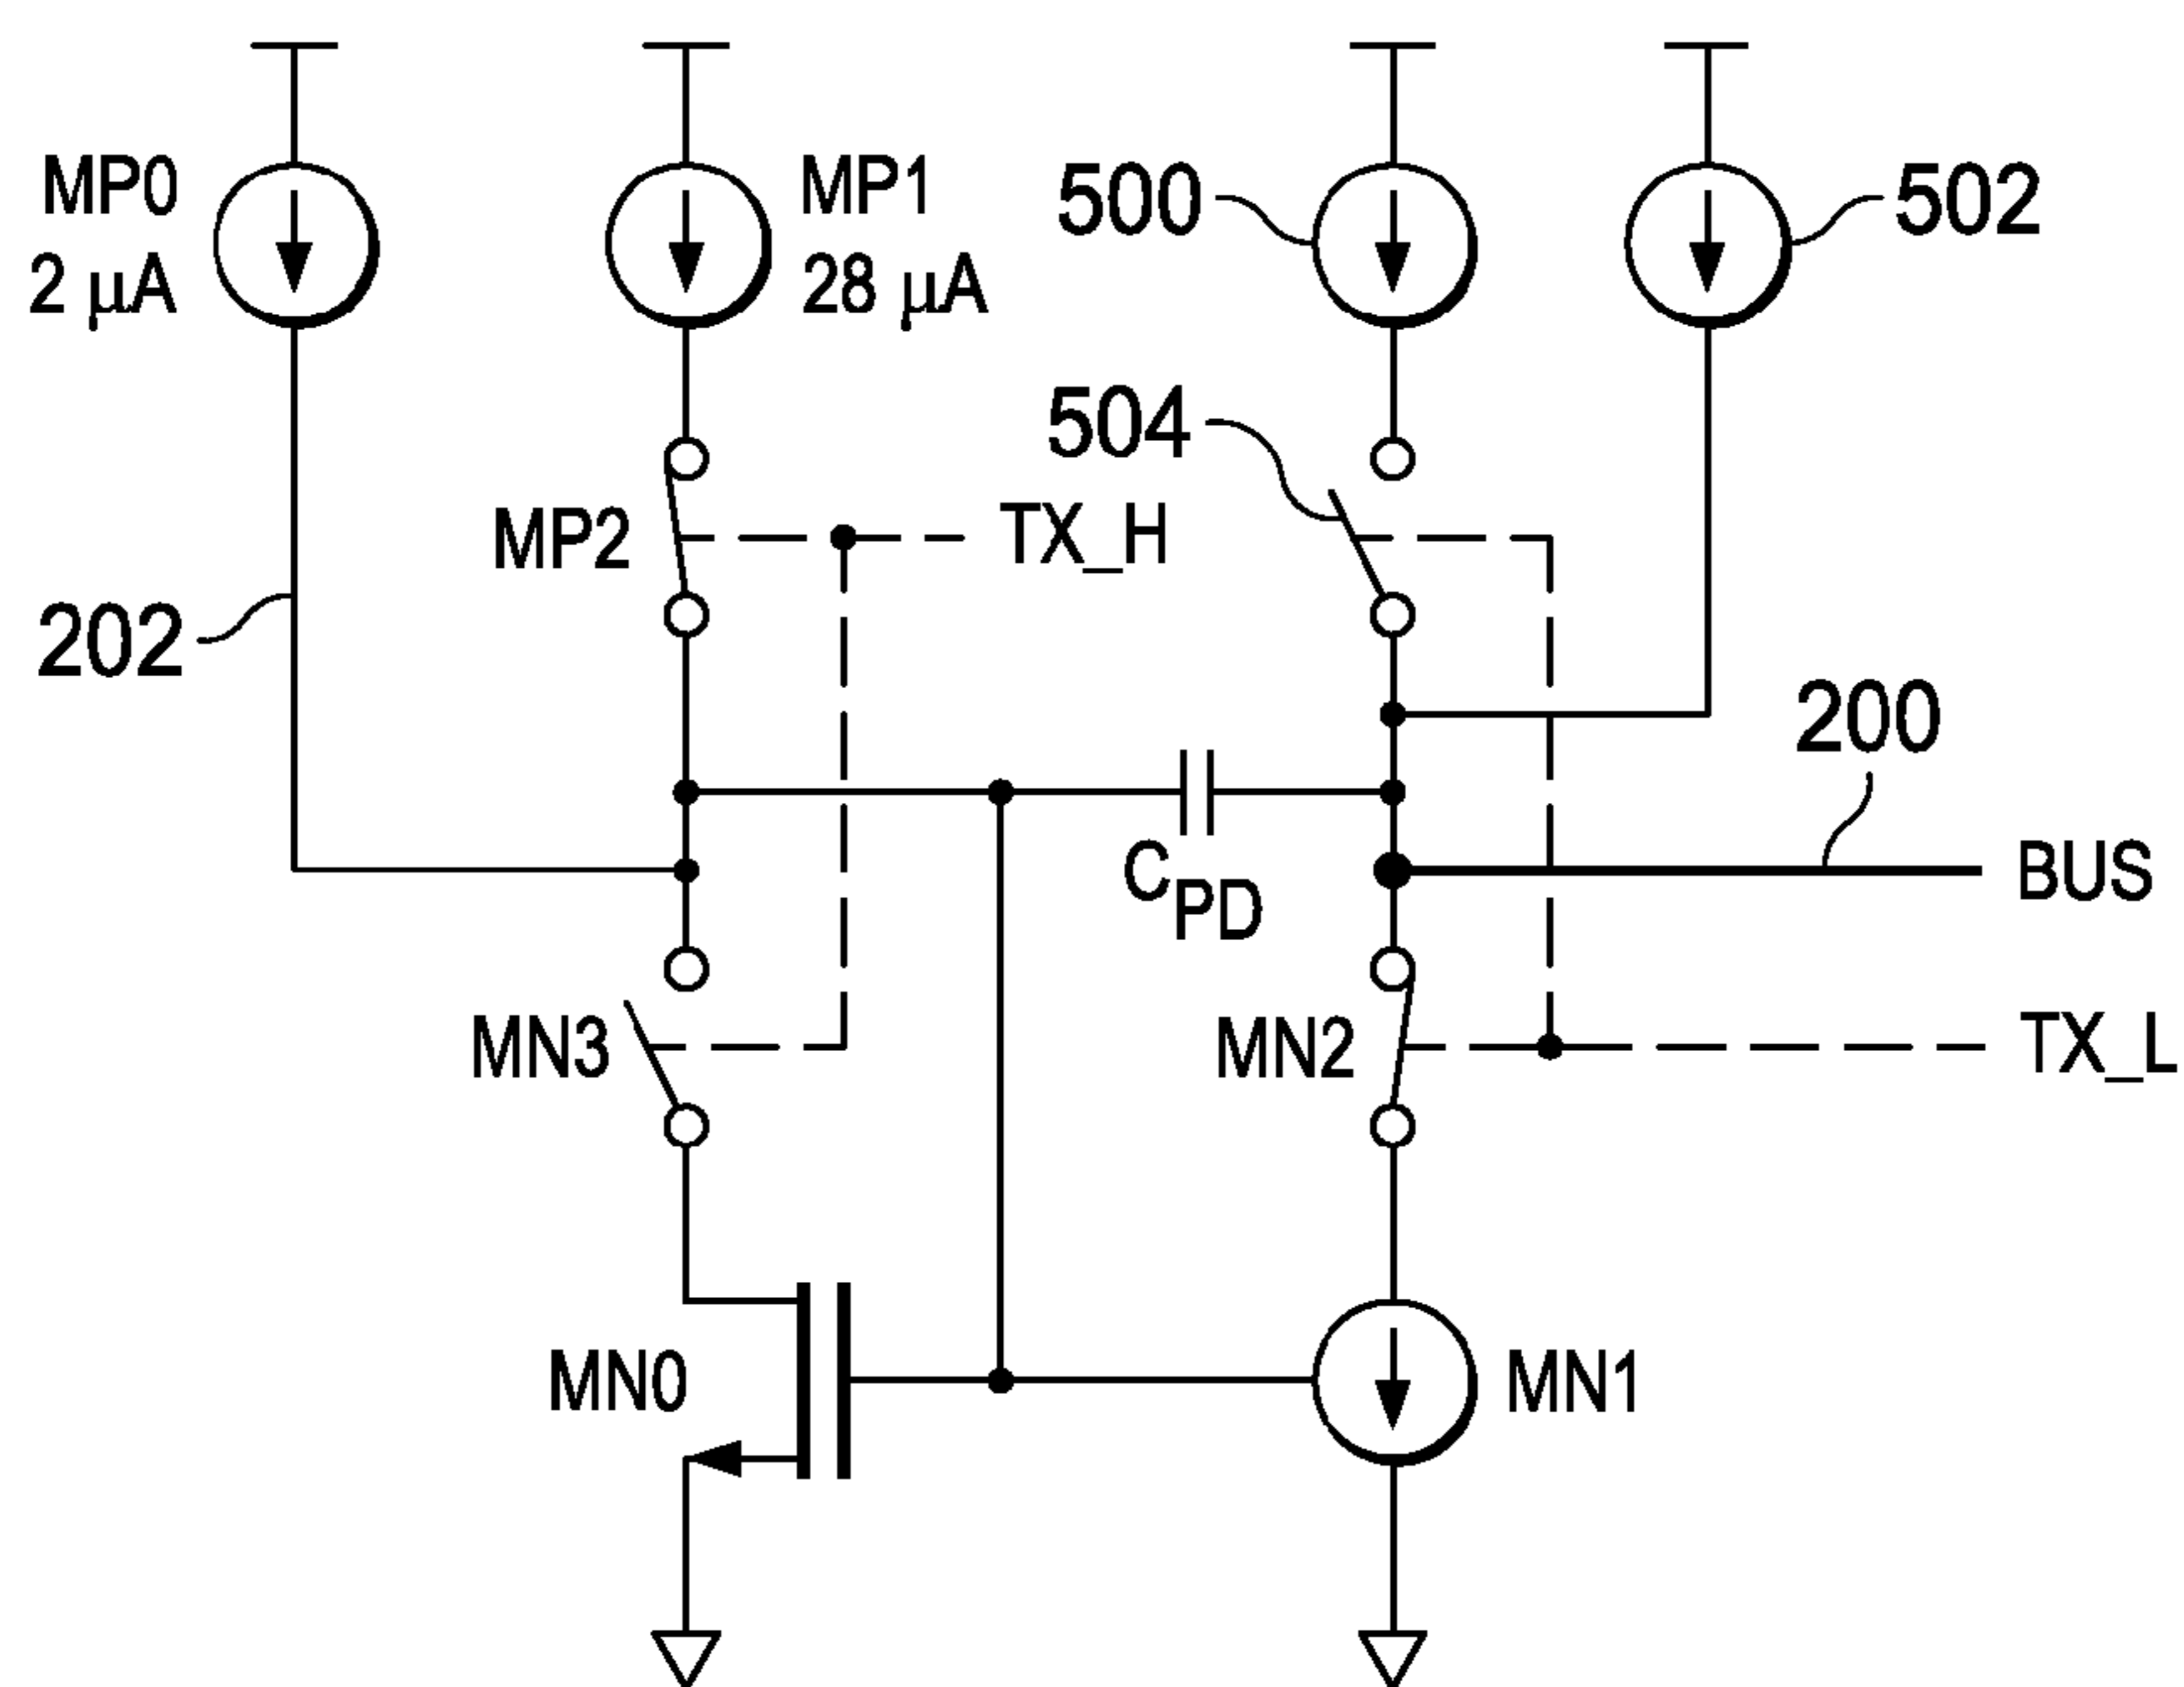 MP0
2 μA
MP1
28 μA
500
502
504
MP2
TX_H
202
200
C_PD
BUS
MN3
MN2
TX_L
MN0
MN1